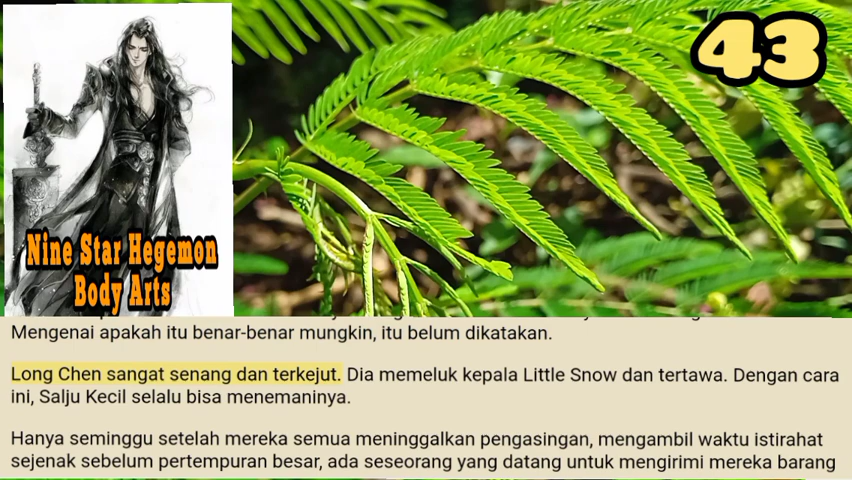 43
Nine Star Hegemon
Body Arts
Mengenai apakah itu benar-benar mungkin, itu belum dikatakan.
Long Chen sangat senang dan terkejut. Dia memeluk kepala Little Snow dan tertawa. Dengan cara
ini, Salju Kecil selalu bisa menemaninya.
Hanya seminggu setelah mereka semua meninggalkan pengasingan, mengambil waktu istirahat
sejenak sebelum pertempuran besar, ada seseorang yang datang untuk mengirimi mereka barang